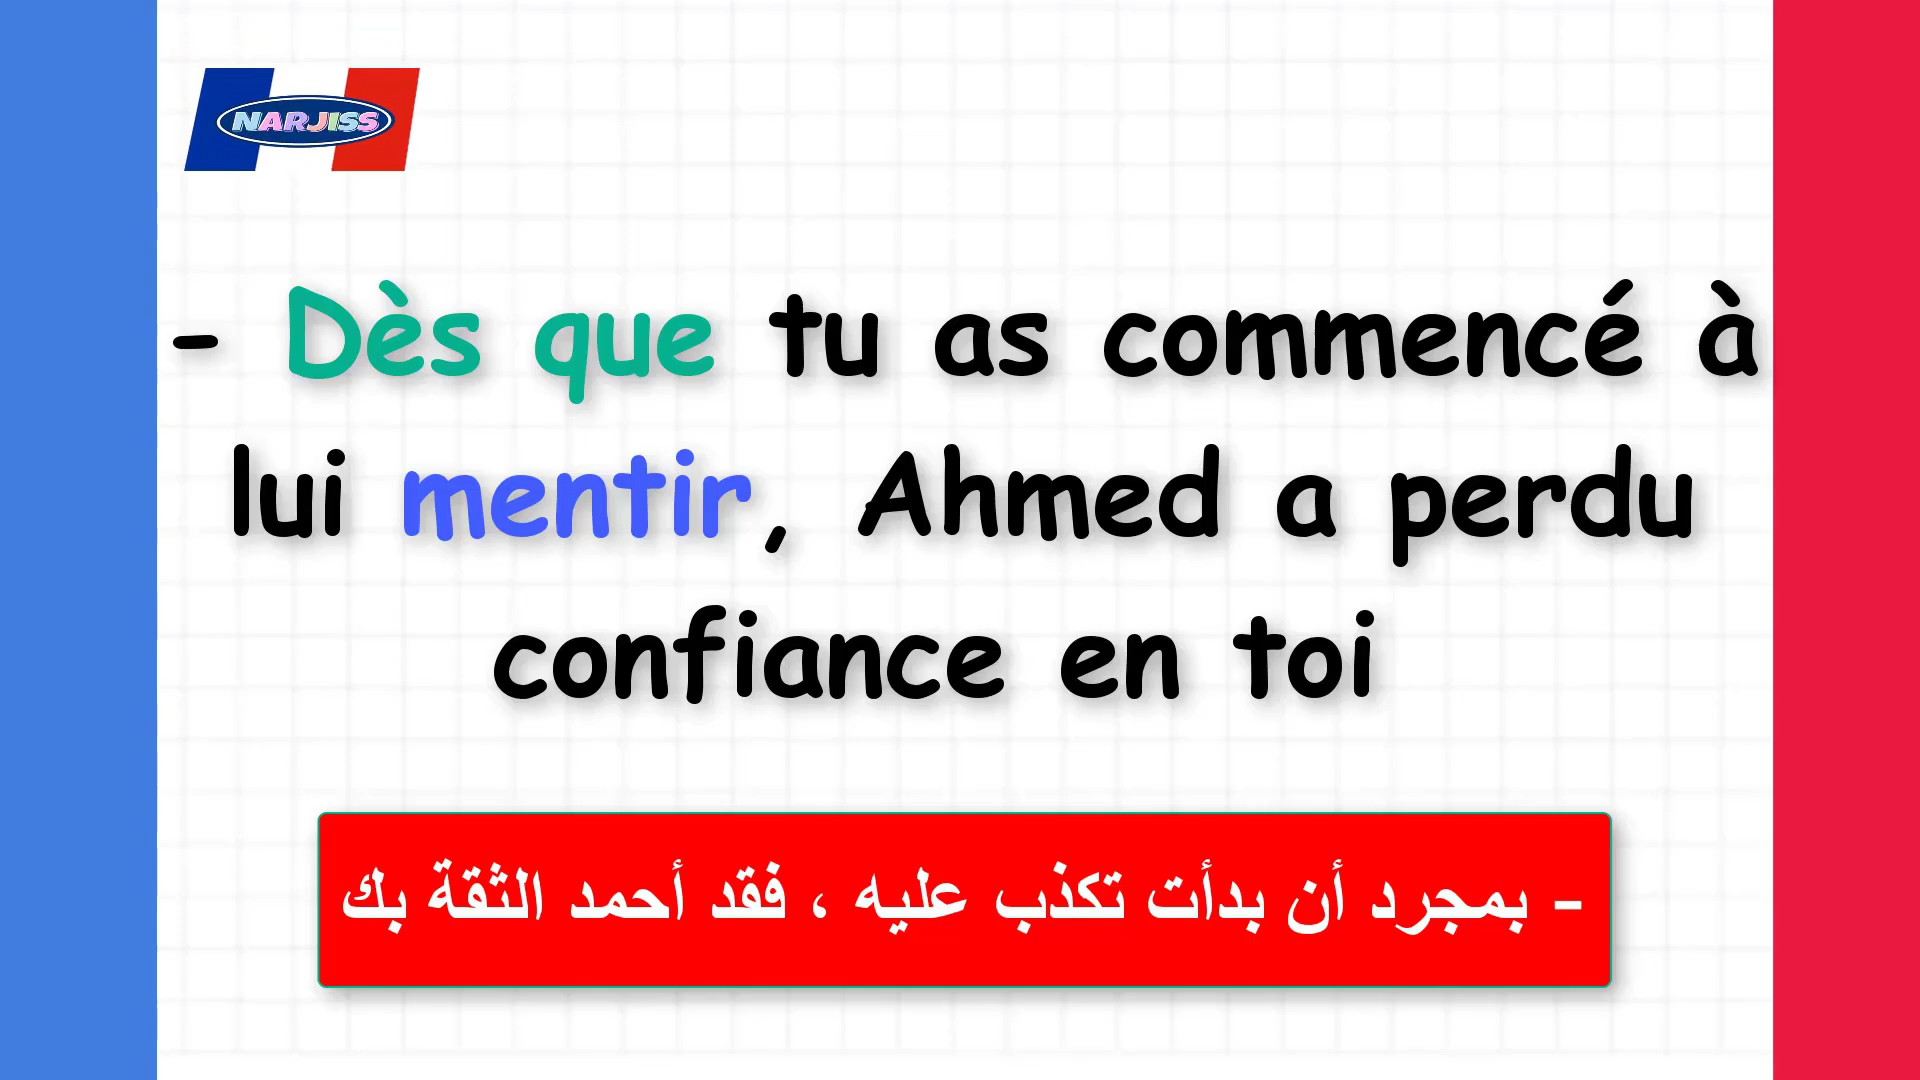 NARJISS
- Dès que tu as commencé à
lui mentir, Ahmed a perdu
confiance en toi
- بمجرد أن بدأت تكذب عليه ، فقد أحمد الثقة بك